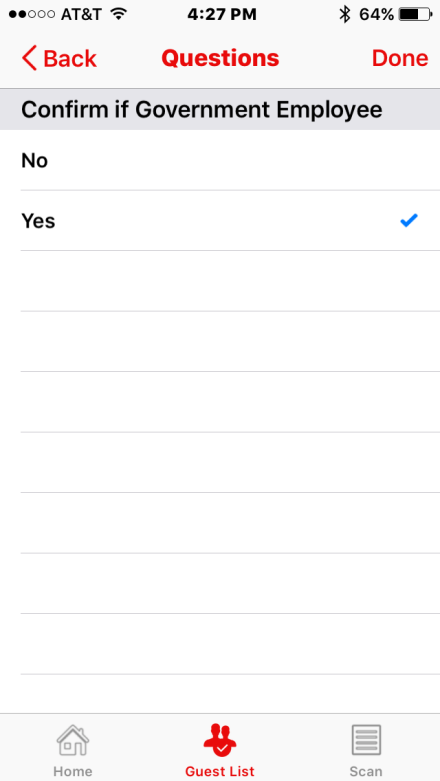 AT&T 4:27 PM 64%
Back Questions Done
Confirm if Government Employee
No
Yes
Home Guest List Scan